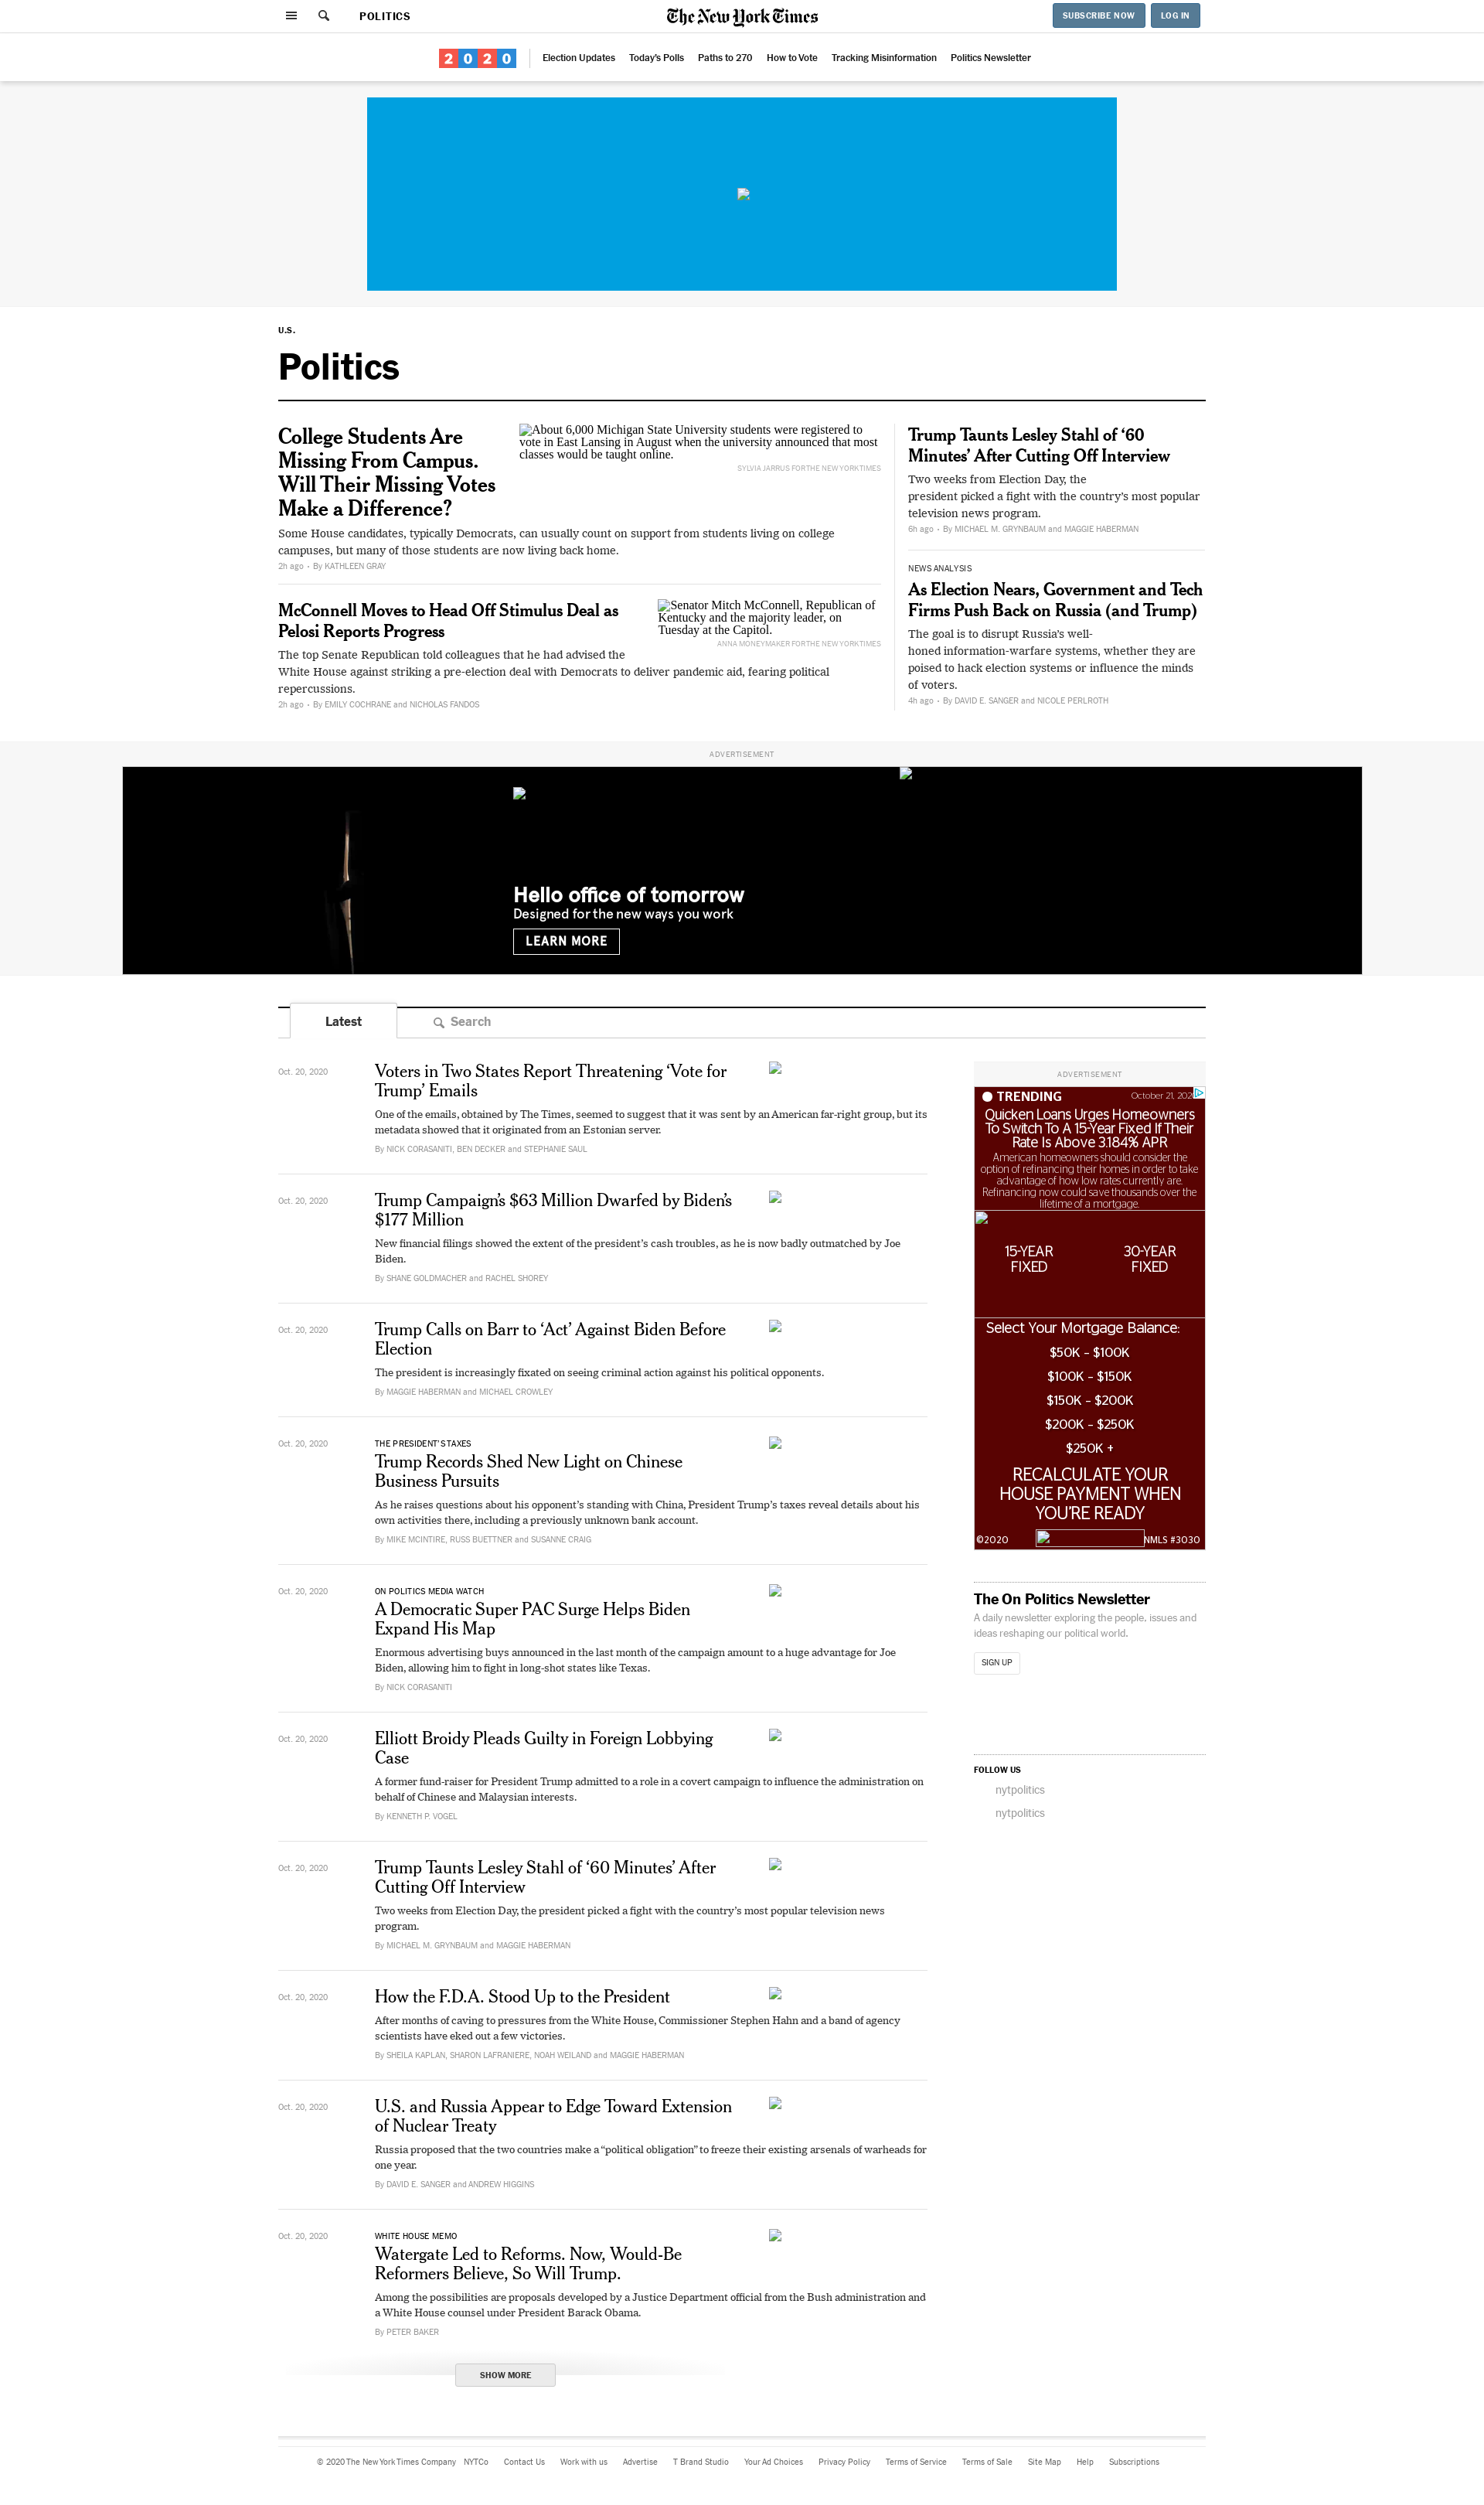 POLITICS
The New York Times
SUBSCRIBE NOW
LOG IN
2020
Election Updates
Today's Polls
Paths to 270
How to Vote
Tracking Misinformation
Politics Newsletter
U.S.
Politics
College Students Are
Missing From Campus.
Will Their Missing Votes
Make a Difference?
About 6,000 Michigan State University students were registered to
vote in East Lansing in August when the university announced that most
classes would be taught online.
SYLVIA JARRUS FOR THE NEW YORK TIMES
Some House candidates, typically Democrats, can usually count on support from students living on college
campuses, but many of those students are now living back home.
2h ago • By KATHLEEN GRAY
McConnell Moves to Head Off Stimulus Deal as
Pelosi Reports Progress
Senator Mitch McConnell, Republican of
Kentucky and the majority leader, on
Tuesday at the Capitol.
ANNA MONEYMAKER FOR THE NEW YORK TIMES
The top Senate Republican told colleagues that he had advised the
White House against striking a pre-election deal with Democrats to deliver pandemic aid, fearing political
repercussions.
2h ago • By EMILY COCHRANE and NICHOLAS FANDOS
Trump Taunts Lesley Stahl of ‘60
Minutes’ After Cutting Off Interview
Two weeks from Election Day, the
president picked a fight with the country’s most popular
television news program.
6h ago • By MICHAEL M. GRYNBAUM and MAGGIE HABERMAN
NEWS ANALYSIS
As Election Nears, Government and Tech
Firms Push Back on Russia (and Trump)
The goal is to disrupt Russia’s well-
honed information-warfare systems, whether they are
poised to hack election systems or influence the minds
of voters.
4h ago • By DAVID E. SANGER and NICOLE PERLROTH
ADVERTISEMENT
Hello office of tomorrow
Designed for the new ways you work
LEARN MORE
Latest
Search
Oct. 20, 2020
Voters in Two States Report Threatening ‘Vote for
Trump’ Emails
One of the emails, obtained by The Times, seemed to suggest that it was sent by an American far-right group, but its
metadata showed that it originated from an Estonian server.
By NICK CORASANITI, BEN DECKER and STEPHANIE SAUL
Oct. 20, 2020
Trump Campaign’s $63 Million Dwarfed by Biden’s
$177 Million
New financial filings showed the extent of the president’s cash troubles, as he is now badly outmatched by Joe
Biden.
By SHANE GOLDMACHER and RACHEL SHOREY
Oct. 20, 2020
Trump Calls on Barr to ‘Act’ Against Biden Before
Election
The president is increasingly fixated on seeing criminal action against his political opponents.
By MAGGIE HABERMAN and MICHAEL CROWLEY
Oct. 20, 2020
THE PRESIDENT’S TAXES
Trump Records Shed New Light on Chinese
Business Pursuits
As he raises questions about his opponent’s standing with China, President Trump’s taxes reveal details about his
own activities there, including a previously unknown bank account.
By MIKE MCINTIRE, RUSS BUETTNER and SUSANNE CRAIG
Oct. 20, 2020
ON POLITICS MEDIA WATCH
A Democratic Super PAC Surge Helps Biden
Expand His Map
Enormous advertising buys announced in the last month of the campaign amount to a huge advantage for Joe
Biden, allowing him to fight in long-shot states like Texas.
By NICK CORASANITI
Oct. 20, 2020
Elliott Broidy Pleads Guilty in Foreign Lobbying
Case
A former fund-raiser for President Trump admitted to a role in a covert campaign to influence the administration on
behalf of Chinese and Malaysian interests.
By KENNETH P. VOGEL
Oct. 20, 2020
Trump Taunts Lesley Stahl of ‘60 Minutes’ After
Cutting Off Interview
Two weeks from Election Day, the president picked a fight with the country’s most popular television news
program.
By MICHAEL M. GRYNBAUM and MAGGIE HABERMAN
Oct. 20, 2020
How the F.D.A. Stood Up to the President
After months of caving to pressures from the White House, Commissioner Stephen Hahn and a band of agency
scientists have eked out a few victories.
By SHEILA KAPLAN, SHARON LAFRANIERE, NOAH WEILAND and MAGGIE HABERMAN
Oct. 20, 2020
U.S. and Russia Appear to Edge Toward Extension
of Nuclear Treaty
Russia proposed that the two countries make a “political obligation” to freeze their existing arsenals of warheads for
one year.
By DAVID E. SANGER and ANDREW HIGGINS
Oct. 20, 2020
WHITE HOUSE MEMO
Watergate Led to Reforms. Now, Would-Be
Reformers Believe, So Will Trump.
Among the possibilities are proposals developed by a Justice Department official from the Bush administration and
a White House counsel under President Barack Obama.
By PETER BAKER
SHOW MORE
ADVERTISEMENT
TRENDING
October 21, 202
Quicken Loans Urges Homeowners
To Switch To A 15-Year Fixed If Their
Rate Is Above 3.184% APR
American homeowners should consider the
option of refinancing their homes in order to take
advantage of how low rates currently are.
Refinancing now could save thousands over the
lifetime of a mortgage.
15-YEAR
FIXED
30-YEAR
FIXED
Select Your Mortgage Balance:
$50K - $100K
$100K - $150K
$150K - $200K
$200K - $250K
$250K +
RECALCULATE YOUR
HOUSE PAYMENT WHEN
YOU'RE READY
©2020
NMLS #3030
The On Politics Newsletter
A daily newsletter exploring the people, issues and
ideas reshaping our political world.
SIGN UP
FOLLOW US
nytpolitics
nytpolitics
© 2020 The New York Times Company
NYTCo
Contact Us
Work with us
Advertise
T Brand Studio
Your Ad Choices
Privacy Policy
Terms of Service
Terms of Sale
Site Map
Help
Subscriptions